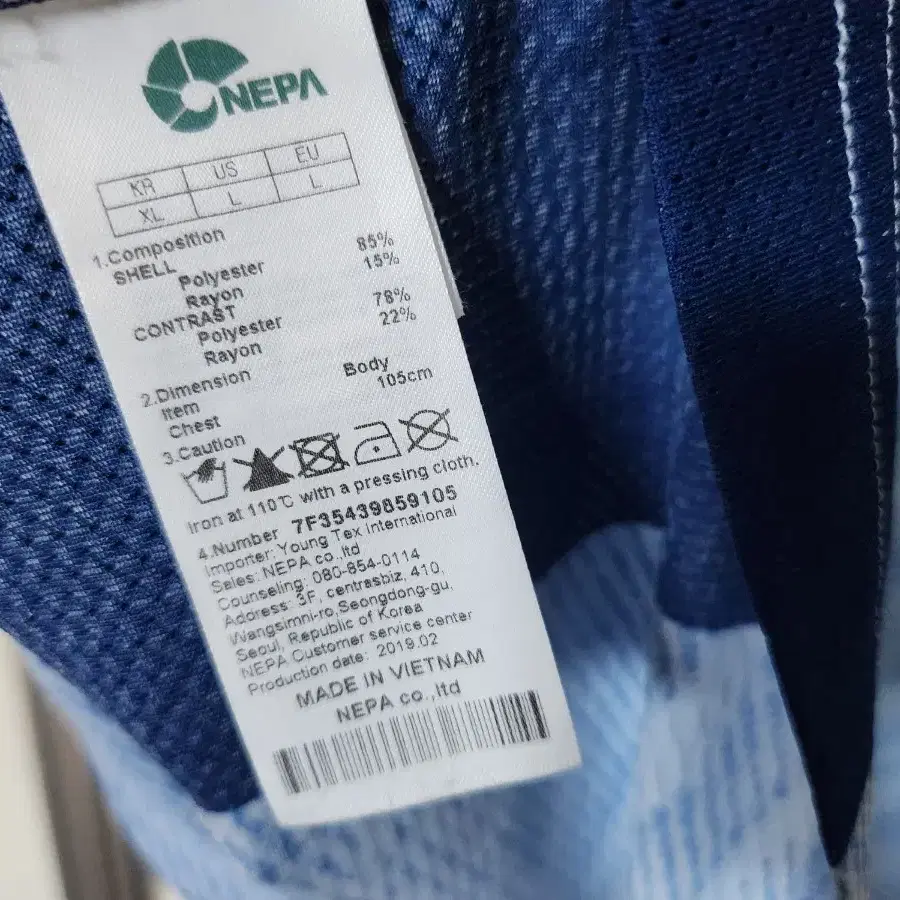 NEPA
KR US EU
XL L L
1.Composition
SHELL
Polyester 85%
Rayon 15%
CONTRAST
Polyester 78%
Rayon 22%
2.Dimension
Item Body
Chest 105cm
3.Caution
Iron at 110℃ with a pressing cloth.
4.Number 7F35439859105
Importer: Young Tex International
Sales: NEPA co.,ltd
Counseling: 080-854-0114
Address: 3F, centrasbiz, 410,
Wangsimni-ro,Seongdong-gu,
Seoul, Republic of Korea
NEPA Customer service center
Production date: 2019.02
MADE IN VIETNAM
NEPA co.,ltd